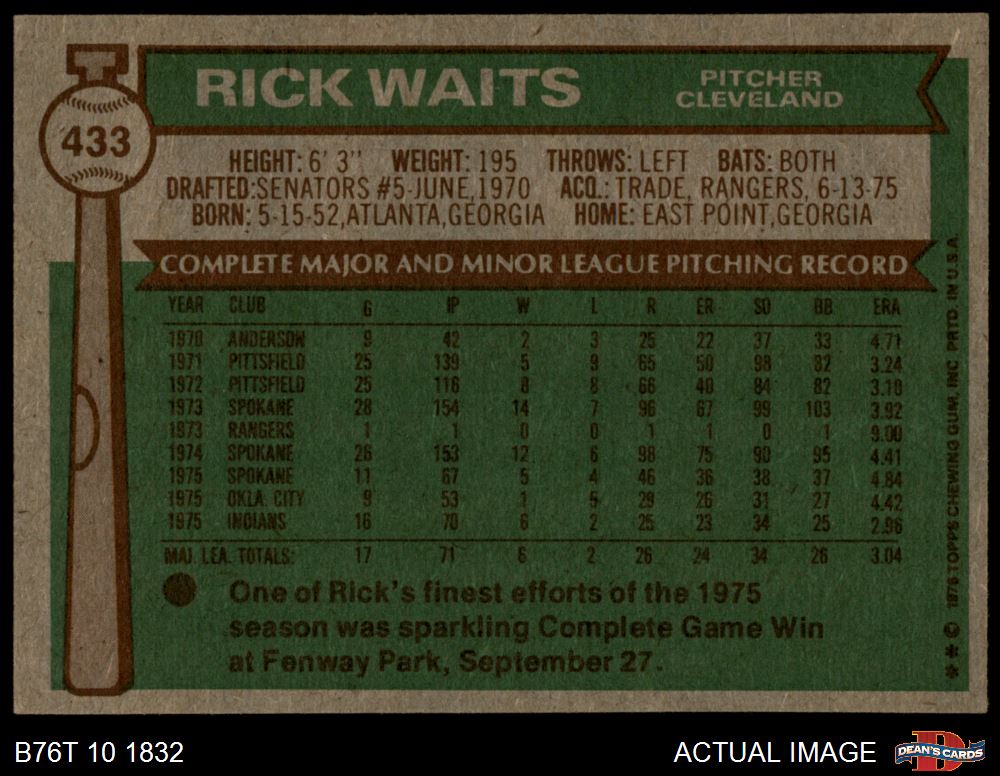 RICK WAITS
PITCHER
CLEVELAND
433
HEIGHT: 6' 3" WEIGHT: 195 THROWS: LEFT BATS: BOTH
DRAFTED:SENATORS #5-JUNE,1970 ACQ.: TRADE, RANGERS, 6-13-75
BORN: 5-15-52,ATLANTA,GEORGIA HOME: EAST POINT,GEORGIA
COMPLETE MAJOR AND MINOR LEAGUE PITCHING RECORD
YEAR CLUB G IP W L R ER SO BB ERA
1970 ANDERSON 9 42 2 3 25 22 37 33 4.71
1971 PITTSFIELD 25 139 5 9 65 50 98 82 3.24
1972 PITTSFIELD 25 116 8 8 66 40 84 82 3.10
1973 SPOKANE 28 154 14 7 96 67 99 103 3.92
1973 RANGERS 1 1 0 0 1 1 0 1 9.00
1974 SPOKANE 26 153 12 6 98 75 90 95 4.41
1975 SPOKANE 11 67 5 4 46 36 38 37 4.84
1975 OKLA. CITY 9 53 1 5 29 26 31 27 4.42
1975 INDIANS 16 70 6 2 25 23 34 25 2.96
MAJ. LEA. TOTALS: 17 71 6 2 26 24 34 26 3.04
One of Rick's finest efforts of the 1975
season was sparkling Complete Game Win
at Fenway Park, September 27.
** © 1976 TOPPS CHEWING GUM, INC. PRTD. IN U.S.A.
B76T 10 1832
ACTUAL IMAGE
DEAN'S CARDS